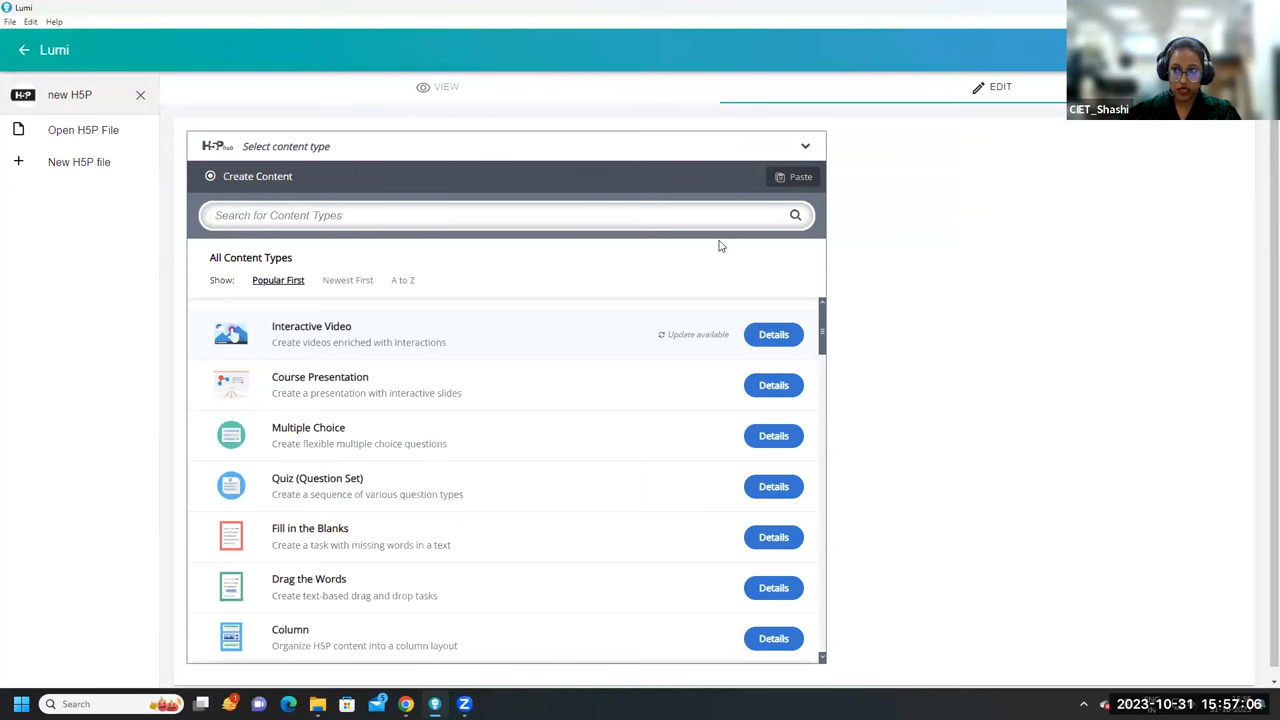 Lumi
File Edit Help
Lumi
H5P new H5P
Open H5P File
New H5P file
VIEW
EDIT
CIET_Shashi
H5Phub Select content type
Create Content
Paste
Search for Content Types
All Content Types
Show: Popular First Newest First A to Z
Interactive Video
Create videos enriched with interactions
Update available
Details
Course Presentation
Create a presentation with interactive slides
Details
Multiple Choice
Create flexible multiple choice questions
Details
Quiz (Question Set)
Create a sequence of various question types
Details
Fill in the Blanks
Create a task with missing words in a text
Details
Drag the Words
Create text-based drag and drop tasks
Details
Column
Organize H5P content into a column layout
Details
Search
2023-10-31 15:57:06